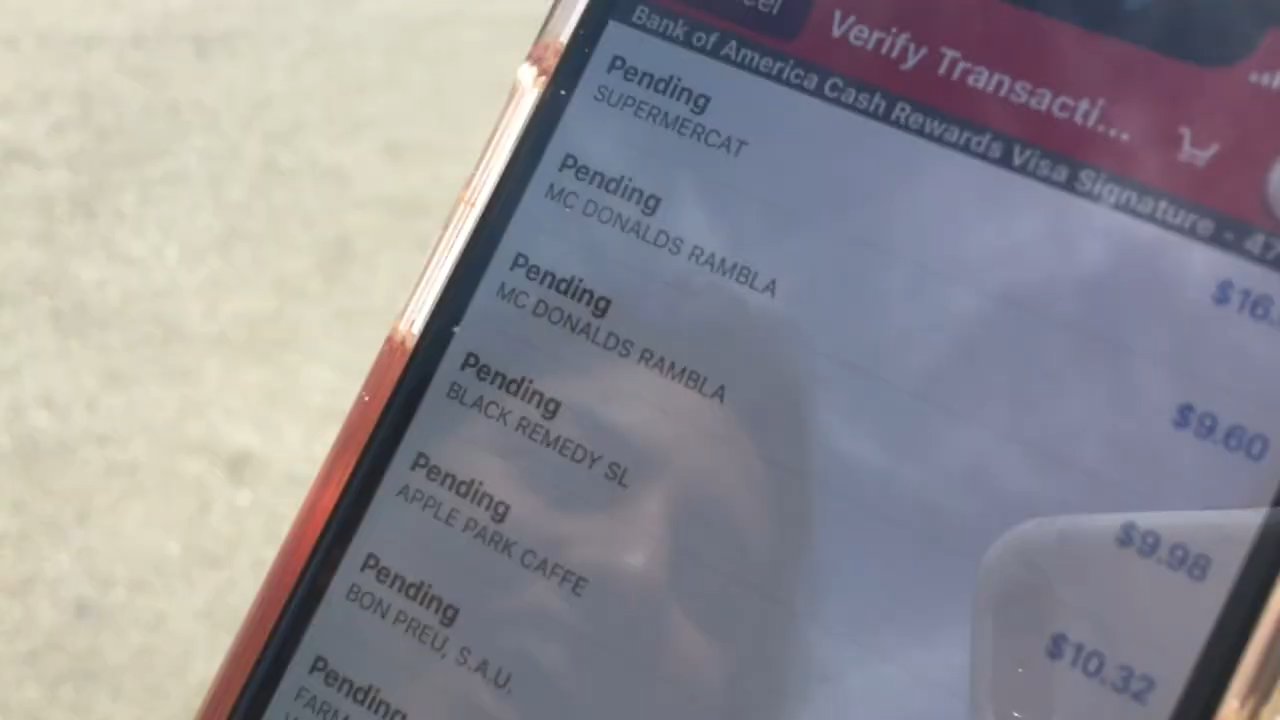 Verify Transacti...
Bank of America Cash Rewards Visa Signature - 47
Pending
SUPERMERCAT
$16.
Pending
MC DONALDS RAMBLA
$9.60
Pending
MC DONALDS RAMBLA
$9.98
Pending
BLACK REMEDY SL
$10.32
Pending
APPLE PARK CAFFE
Pending
BON PREU, S.A.U.
Pending